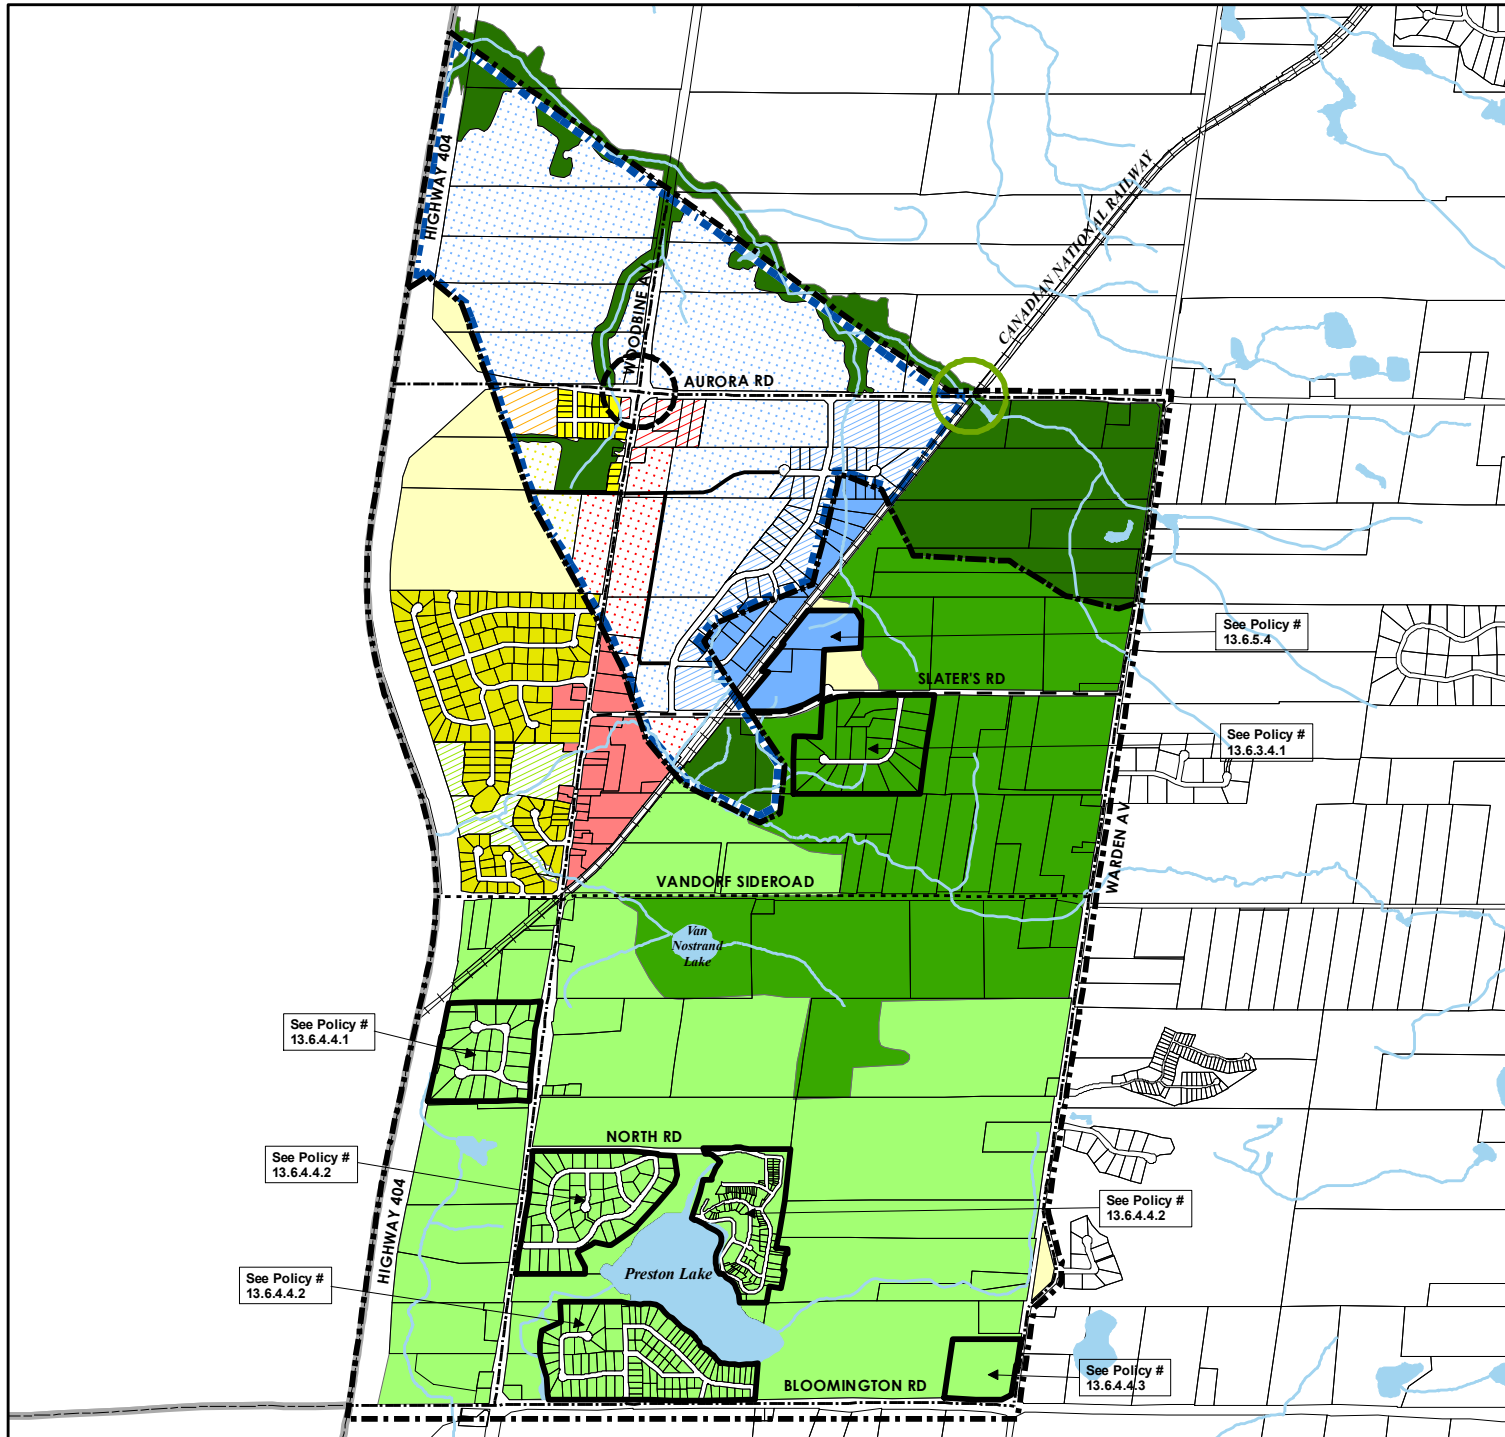 HIGHWAY 404
CANADIAN NATIONAL RAILWAY
WOODBINE AV
AURORA RD
See Policy #
13.6.5.4
SLATER'S RD
See Policy #
13.6.3.4.1
WARDEN AV
VANDORF SIDEROAD
Van
Nostrand
Lake
See Policy #
13.6.4.4.1
NORTH RD
See Policy #
13.6.4.4.2
HIGHWAY 404
See Policy #
13.6.4.4.2
Preston Lake
See Policy #
13.6.4.4.2
See Policy #
13.6.4.4.3
BLOOMINGTON RD